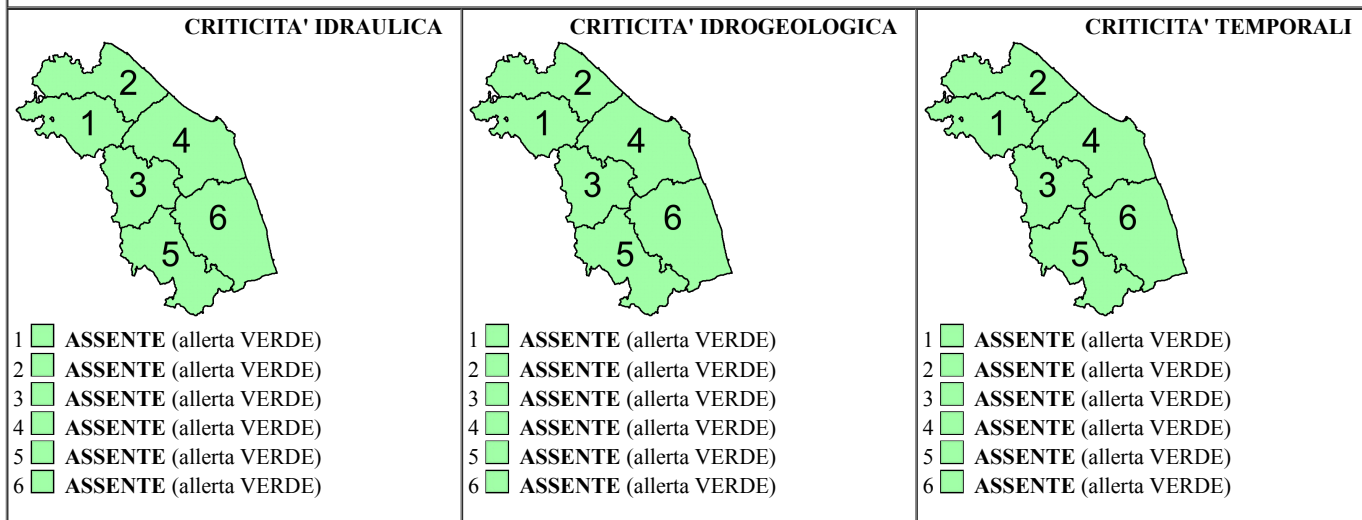 CRITICITA' IDRAULICA
2
1
4
3
6
5
1 ASSENTE (allerta VERDE)
2 ASSENTE (allerta VERDE)
3 ASSENTE (allerta VERDE)
4 ASSENTE (allerta VERDE)
5 ASSENTE (allerta VERDE)
6 ASSENTE (allerta VERDE)
CRITICITA' IDROGEOLOGICA
2
1
4
3
6
5
1 ASSENTE (allerta VERDE)
2 ASSENTE (allerta VERDE)
3 ASSENTE (allerta VERDE)
4 ASSENTE (allerta VERDE)
5 ASSENTE (allerta VERDE)
6 ASSENTE (allerta VERDE)
CRITICITA' TEMPORALI
2
1
4
3
6
5
1 ASSENTE (allerta VERDE)
2 ASSENTE (allerta VERDE)
3 ASSENTE (allerta VERDE)
4 ASSENTE (allerta VERDE)
5 ASSENTE (allerta VERDE)
6 ASSENTE (allerta VERDE)